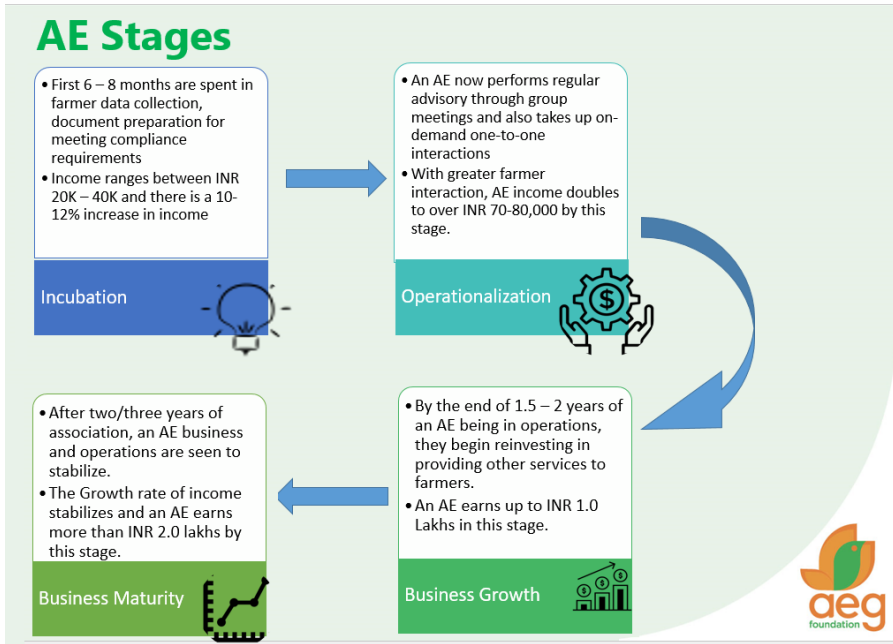 AE Stages
• First 6 – 8 months are spent in
farmer data collection,
document preparation for
meeting compliance
requirements
• Income ranges between INR
20K – 40K and there is a 10-
12% increase in income
Incubation
• An AE now performs regular
advisory through group
meetings and also takes up on-
demand one-to-one
interactions
• With greater farmer
interaction, AE income doubles
to over INR 70-80,000 by this
stage.
Operationalization
$
• By the end of 1.5 – 2 years of
an AE being in operations,
they begin reinvesting in
providing other services to
farmers.
• An AE earns up to INR 1.0
Lakhs in this stage.
Business Growth
$ $ $
• After two/three years of
association, an AE business
and operations are seen to
stabilize.
• The Growth rate of income
stabilizes and an AE earns
more than INR 2.0 lakhs by
this stage.
Business Maturity
aeg
foundation